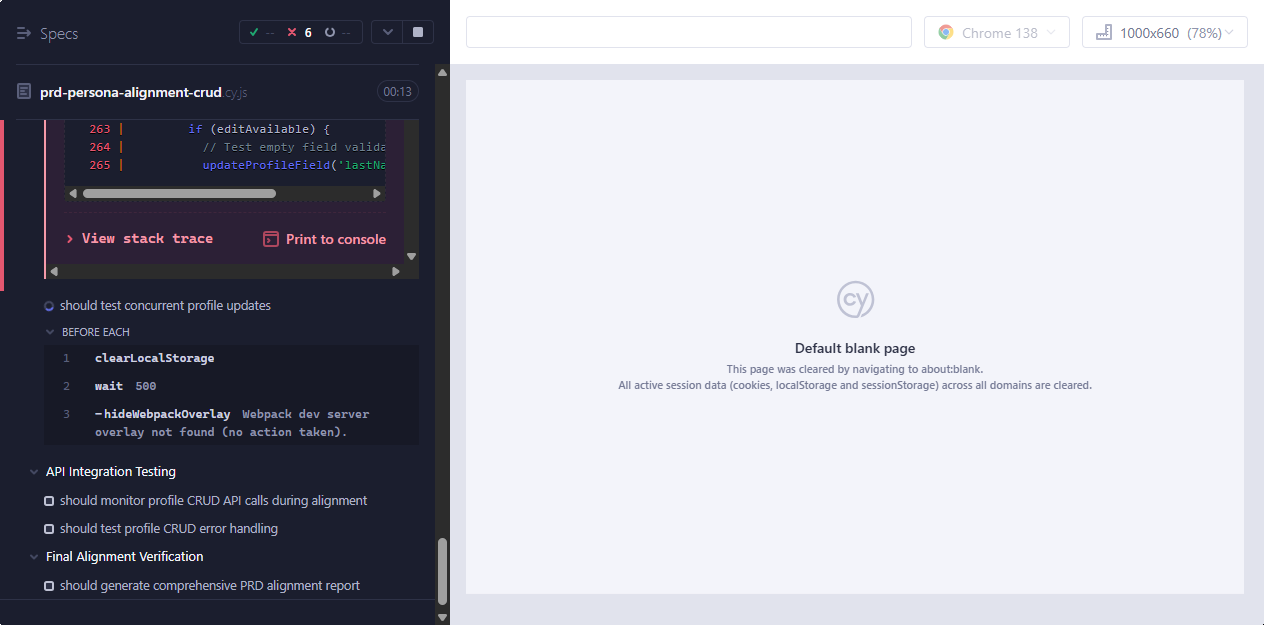 Specs
-- 6 --
Chrome 138
1000x660 (78%)
prd-persona-alignment-crud.cy.js 00:13
263 | if (editAvailable) {
264 | // Test empty field valida
265 | updateProfileField('lastNa
View stack trace
Print to console
should test concurrent profile updates
BEFORE EACH
1 clearLocalStorage
2 wait 500
3 -hideWebpackOverlay Webpack dev server
overlay not found (no action taken).
API Integration Testing
should monitor profile CRUD API calls during alignment
should test profile CRUD error handling
Final Alignment Verification
should generate comprehensive PRD alignment report
cy
Default blank page
This page was cleared by navigating to about:blank.
All active session data (cookies, localStorage and sessionStorage) across all domains are cleared.